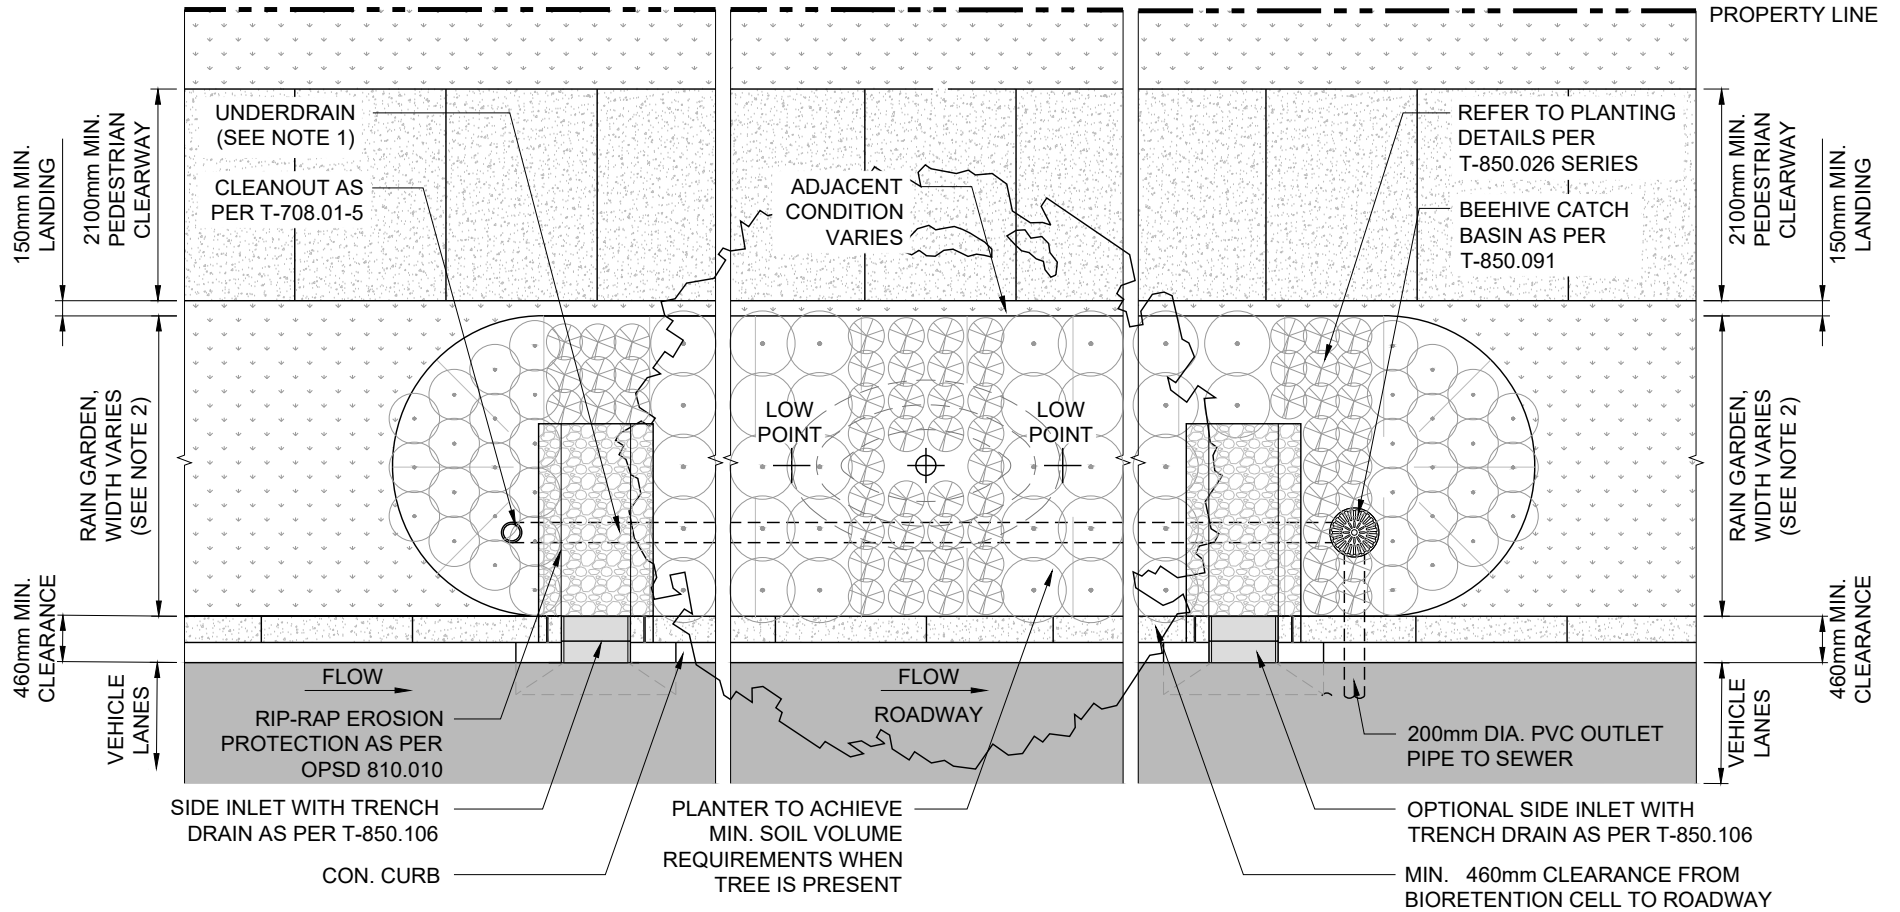 PROPERTY LINE
150mm MIN.
LANDING
2100mm MIN.
PEDESTRIAN
CLEARWAY
UNDERDRAIN
(SEE NOTE 1)
CLEANOUT AS
PER T-708.01-5
ADJACENT
CONDITION
VARIES
REFER TO PLANTING
DETAILS PER
T-850.026 SERIES
BEEHIVE CATCH
BASIN AS PER
T-850.091
2100mm MIN.
PEDESTRIAN
CLEARWAY
150mm MIN.
LANDING
RAIN GARDEN,
WIDTH VARIES
(SEE NOTE 2)
LOW
POINT
LOW
POINT
RAIN GARDEN,
WIDTH VARIES
(SEE NOTE 2)
460mm MIN.
CLEARANCE
VEHICLE
LANES
FLOW
FLOW
ROADWAY
460mm MIN.
CLEARANCE
VEHICLE
LANES
RIP-RAP EROSION
PROTECTION AS PER
OPSD 810.010
200mm DIA. PVC OUTLET
PIPE TO SEWER
SIDE INLET WITH TRENCH
DRAIN AS PER T-850.106
CON. CURB
PLANTER TO ACHIEVE
MIN. SOIL VOLUME
REQUIREMENTS WHEN
TREE IS PRESENT
OPTIONAL SIDE INLET WITH
TRENCH DRAIN AS PER T-850.106
MIN. 460mm CLEARANCE FROM
BIORETENTION CELL TO ROADWAY